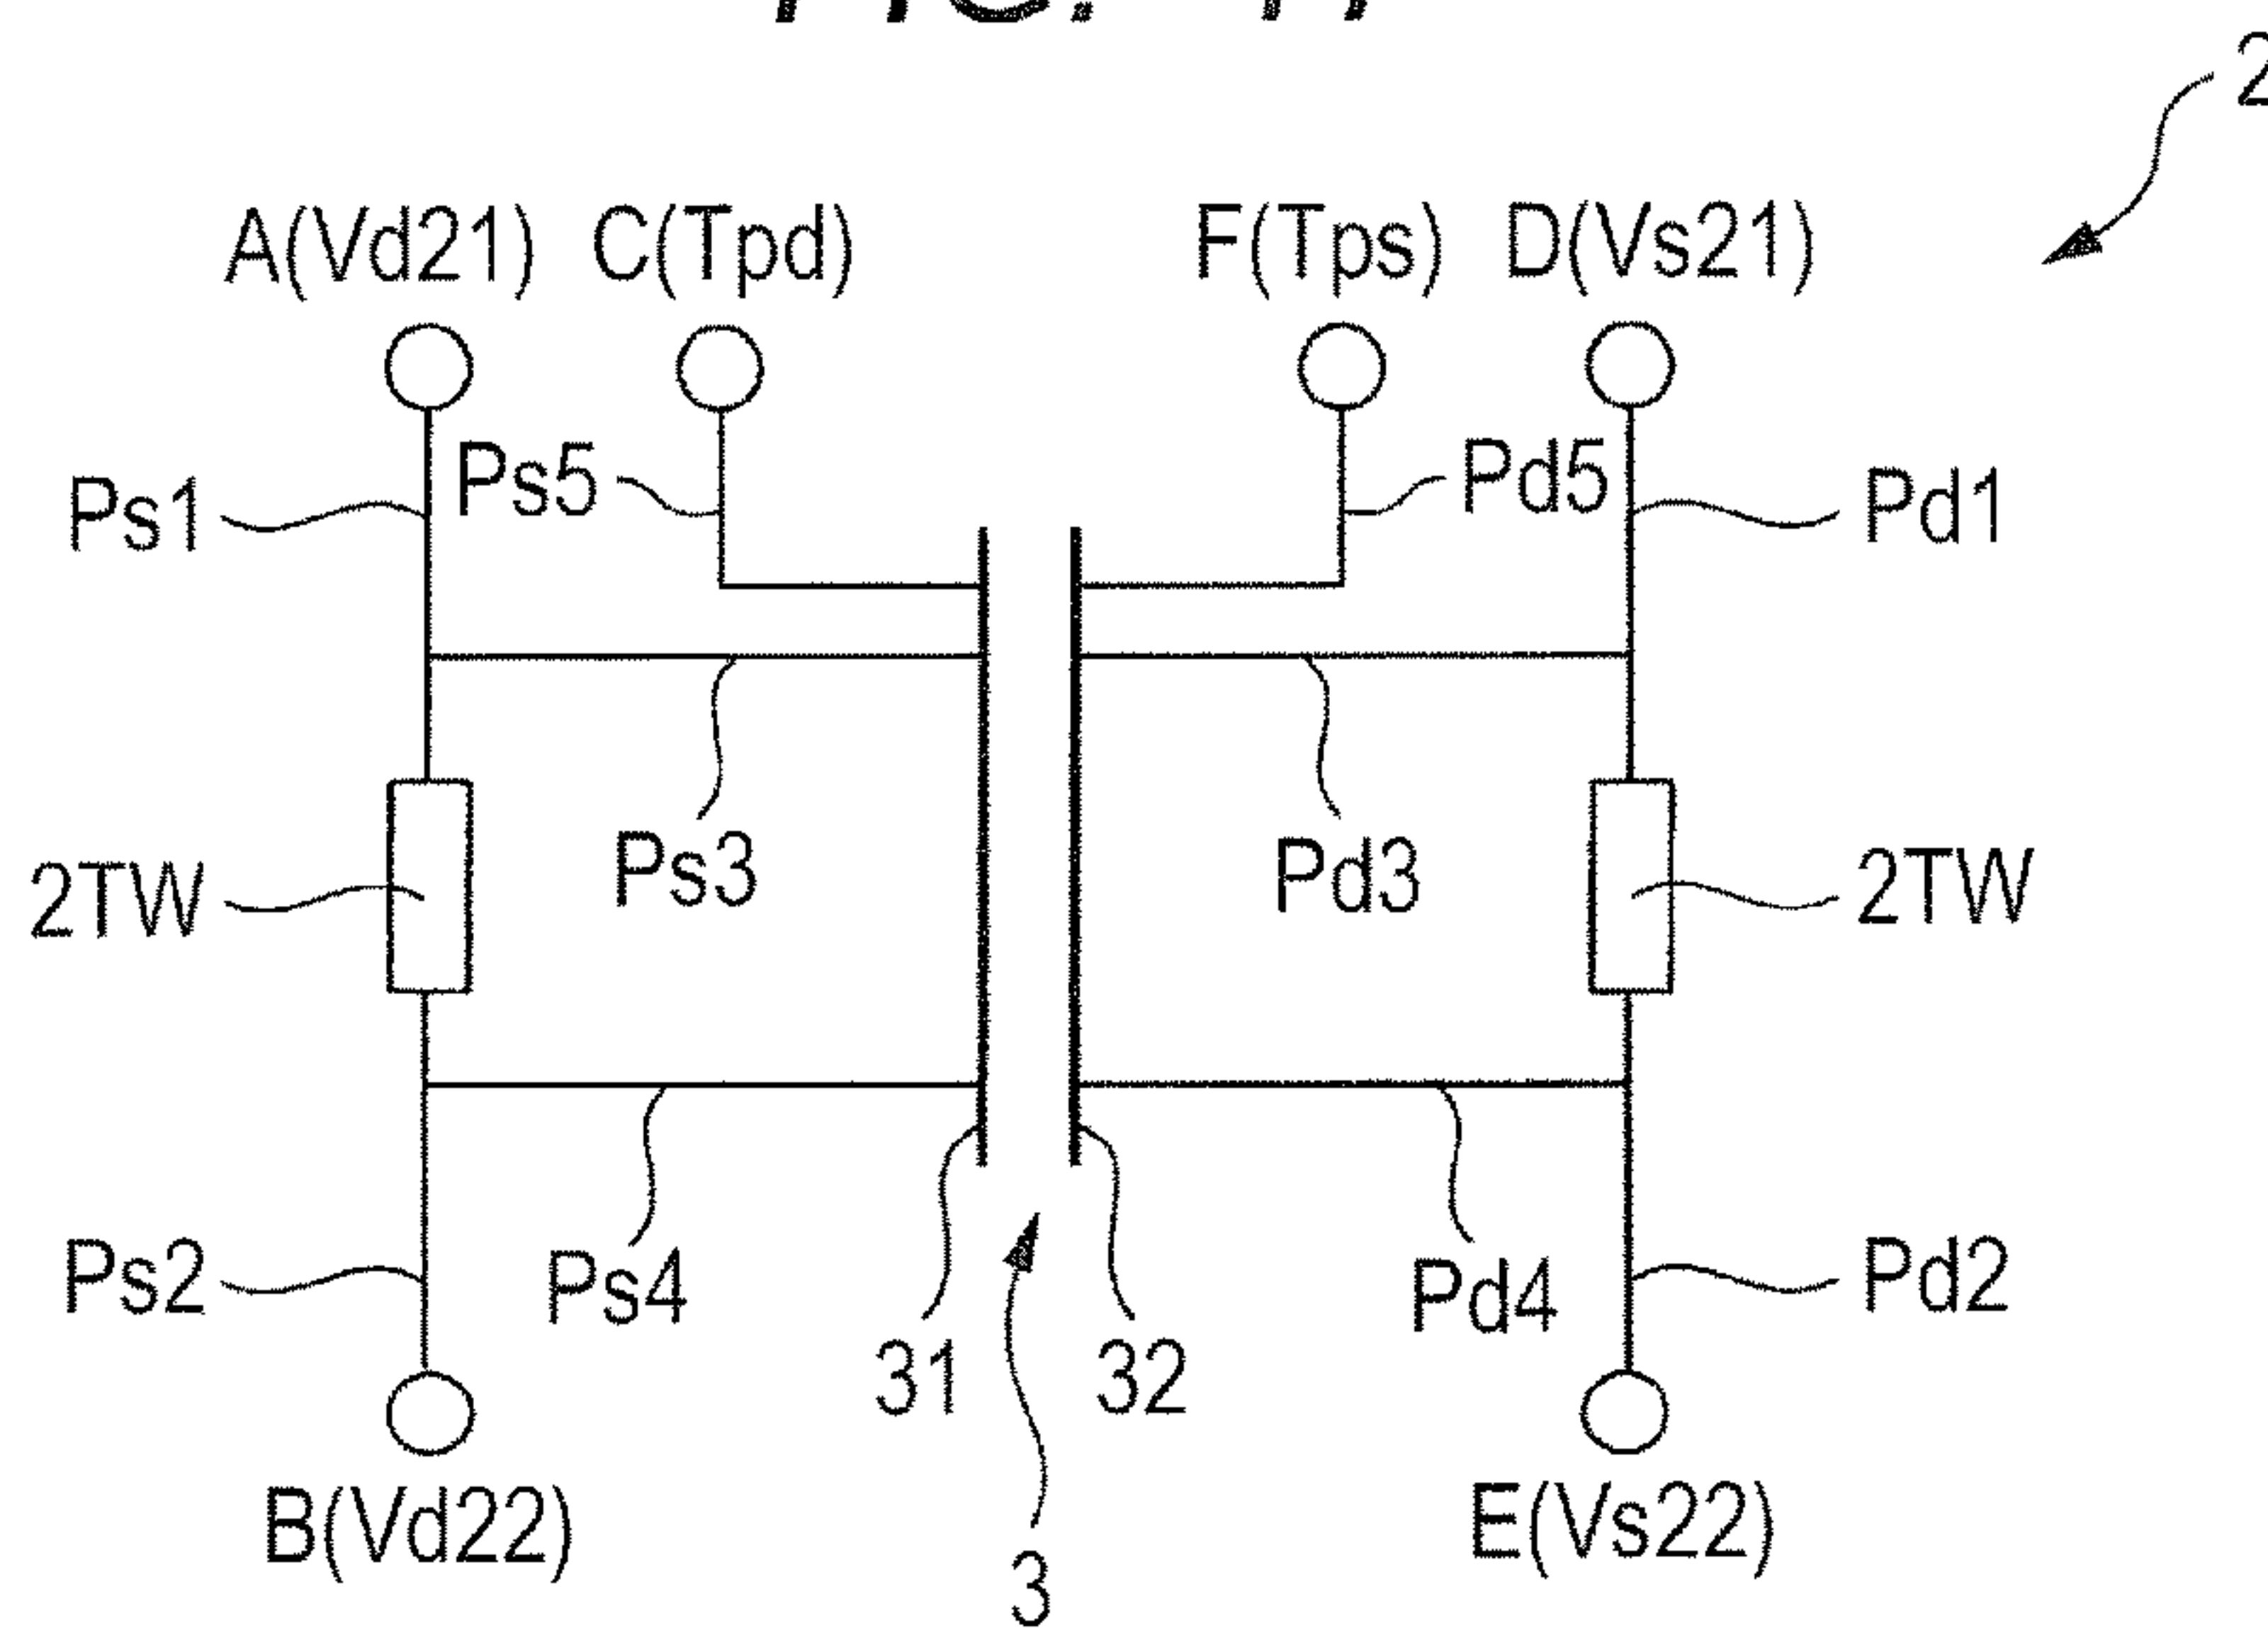 2
A(Vd21) C(Tpd) F(Tps) D(Vs21)
Ps1 Ps5 Pd5 Pd1
2TW Ps3 Pd3 2TW
Ps2 Ps4 31 32 Pd4 Pd2
B(Vd22) E(Vs22)
3